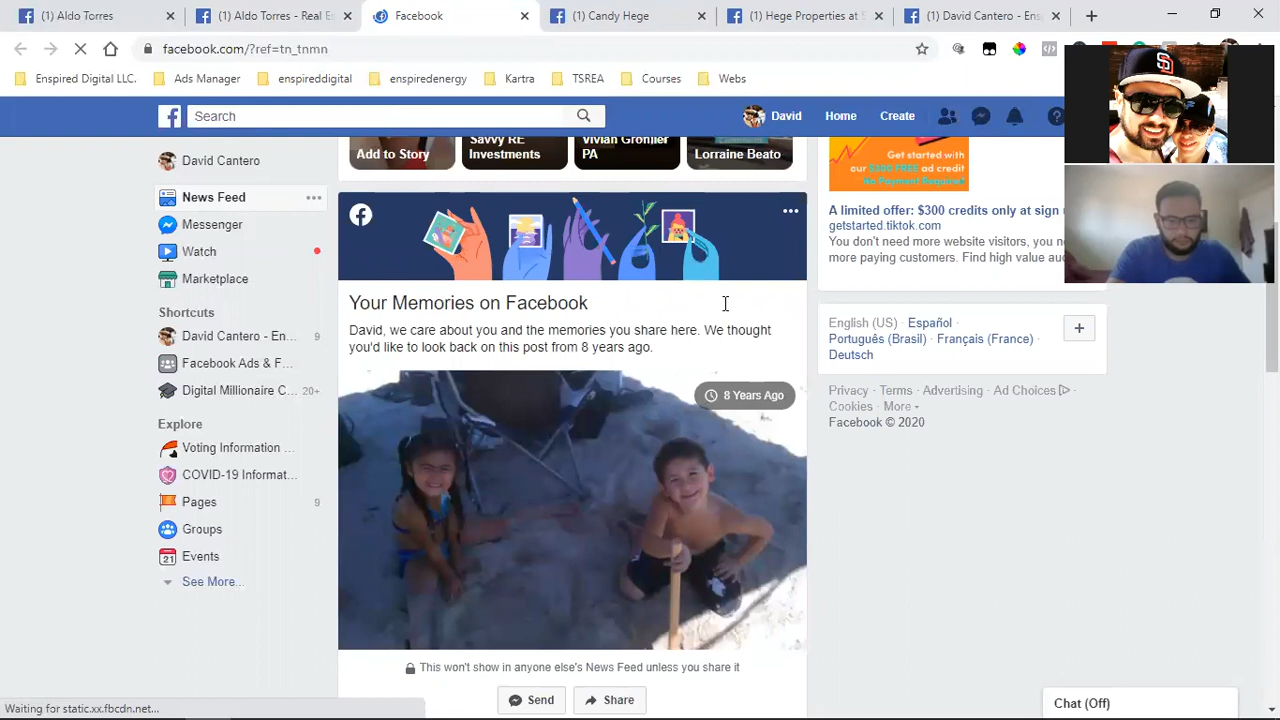 (1) Aldo Torres
(1) Aldo Torres - Real Es
Facebook
(1) Candy Hege
(1) Hege Properties at S
(1) David Cantero - Ens
facebook.com/?ref=tn_tnmn
Enspired Digital LLC.
Ads Manager
enspireddigital
enspiredenergy
Kartra
TSREA
Courses
Webs
Search
David
Home
Create
David Cantero
News Feed
Messenger
Watch
Marketplace
Shortcuts
David Cantero - En... 9
Facebook Ads & F...
Digital Millionaire C... 20+
Explore
Voting Information ...
COVID-19 Informat...
Pages 9
Groups
Events
21
See More...
Add to Story
Savvy RE
Investments
Vivian Gronlier
PA
Lorraine Beato
Your Memories on Facebook
David, we care about you and the memories you share here. We thought
you'd like to look back on this post from 8 years ago.
8 Years Ago
This won't show in anyone else's News Feed unless you share it
Send
Share
Get started with
our $300 FREE ad credit
No Payment Required!
A limited offer: $300 credits only at sign
getstarted.tiktok.com
You don't need more website visitors, you n
more paying customers. Find high value au
English (US) · Español ·
Português (Brasil) · Français (France) ·
Deutsch
Privacy · Terms · Advertising · Ad Choices ·
Cookies · More
Facebook © 2020
Chat (Off)
Waiting for static.xx.fbcdn.net...
SD